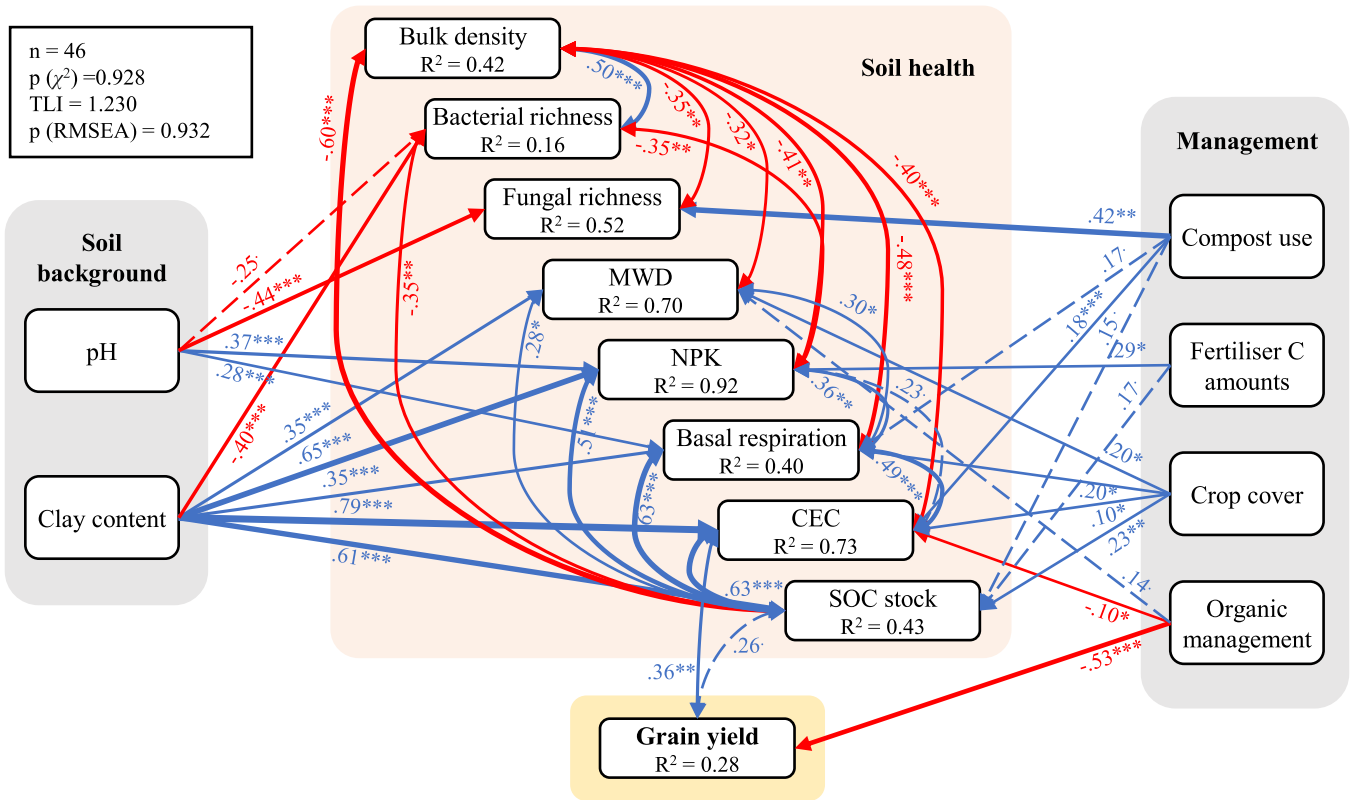 n = 46
p (χ²) =0.928
TLI = 1.230
p (RMSEA) = 0.932
Soil
background
pH
Clay content
Soil health
Bulk density
R² = 0.42
Bacterial richness
R² = 0.16
Fungal richness
R² = 0.52
MWD
R² = 0.70
NPK
R² = 0.92
Basal respiration
R² = 0.40
CEC
R² = 0.73
SOC stock
R² = 0.43
Grain yield
R² = 0.28
Management
Compost use
Fertiliser C
amounts
Crop cover
Organic
management
-.60***
.50***
-.35**
-.32*
-.41**
-.40***
-.35**
-.48***
-.25·
-.44***
-.35**
.37***
.28***
-.40***
.35***
.65***
.35***
.79***
.61***
.28*
.51***
.63***
.63***
.30*
.36**
.23·
.49***
.42**
.17·
.18***
.15·
.29*
.17·
.20*
.20*
.10*
.23**
.14·
-.10*
-.53***
.36**
.26·